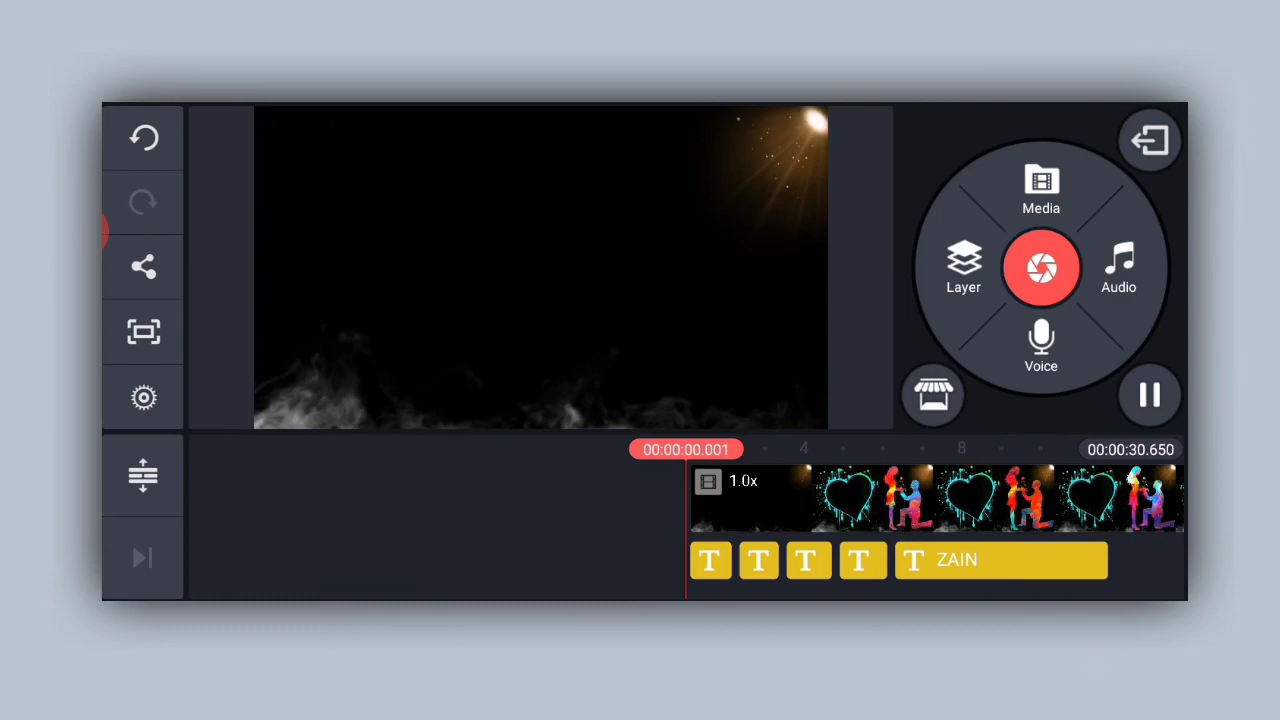 Media
Layer
Audio
Voice
00:00:00.001
4
8
00:00:30.650
1.0x
T
T
T
T
T ZAIN